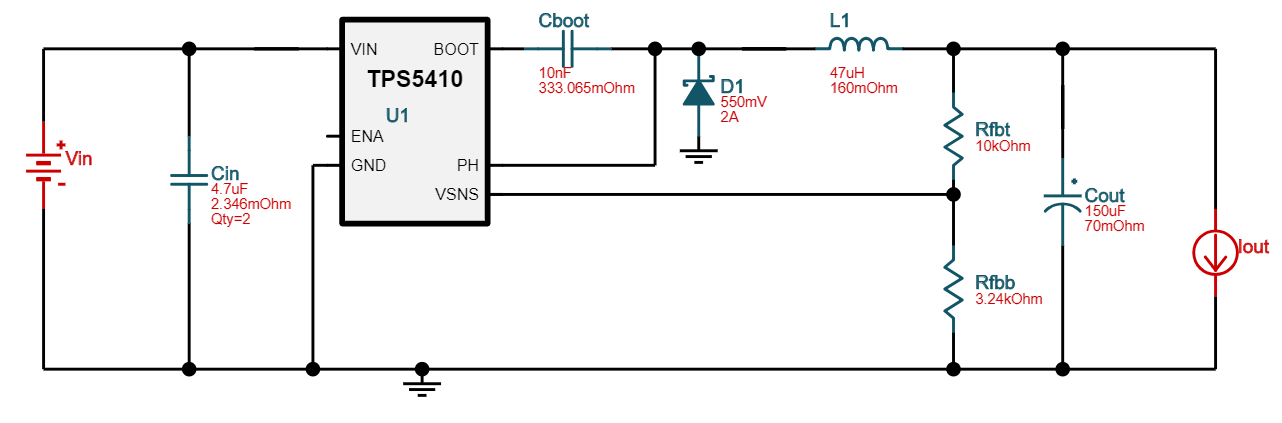 Vin
Cin
4.7uF
2.346mOhm
Qty=2
VIN
BOOT
TPS5410
U1
ENA
GND
PH
VSNS
Cboot
10nF
333.065mOhm
D1
550mV
2A
L1
47uH
160mOhm
Rfbt
10kOhm
Rfbb
3.24kOhm
Cout
150uF
70mOhm
Iout